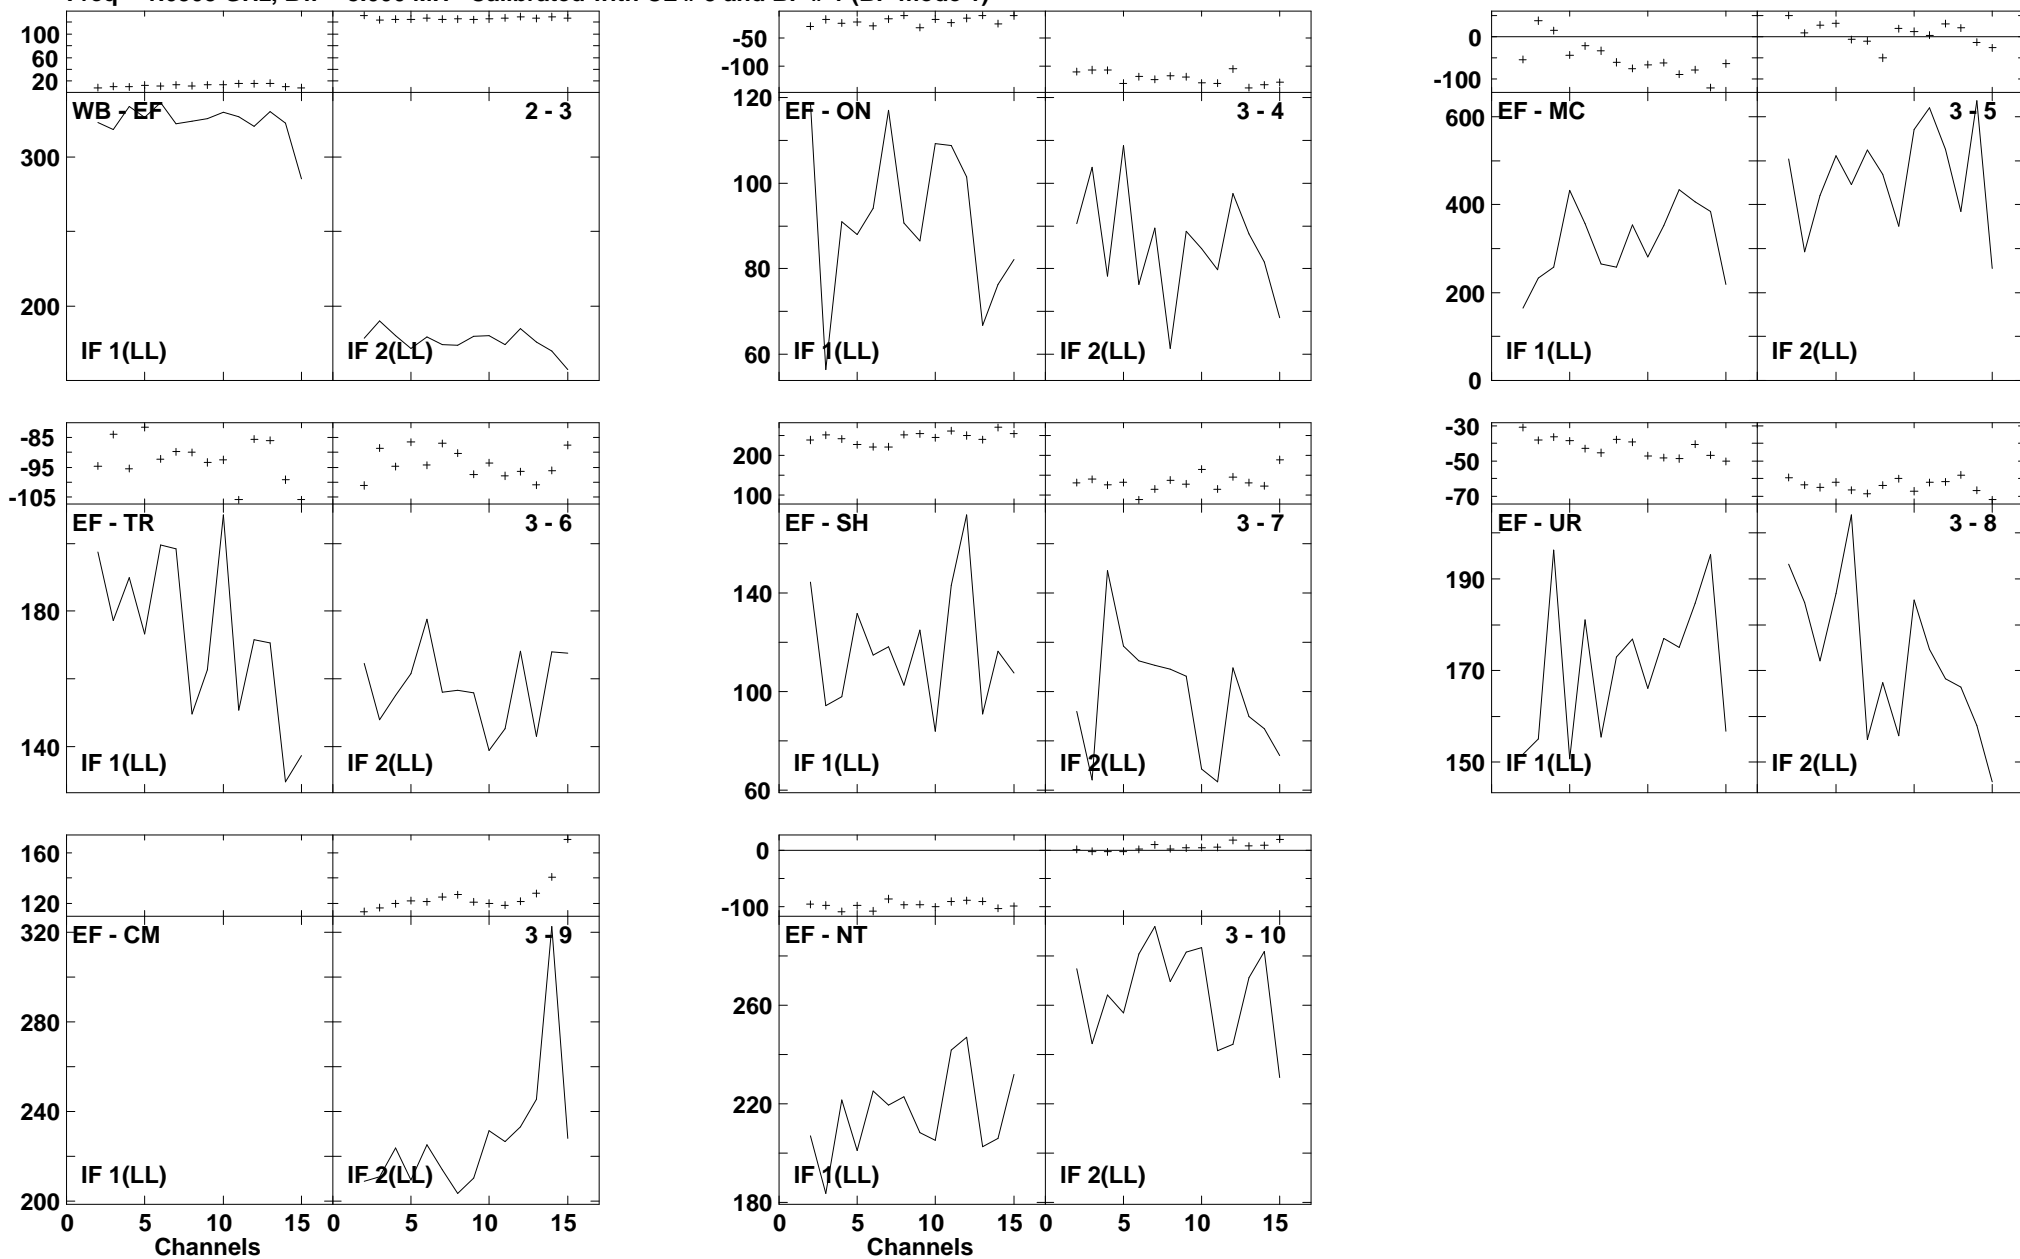 100
60
20
WB - EF
2 - 3
300
200
IF 1(LL)
IF 2(LL)
-50
-100
120
EF - ON
3 - 4
100
80
60
IF 1(LL)
IF 2(LL)
0
-100
600
EF - MC
3 - 5
400
200
0
IF 1(LL)
IF 2(LL)
-85
-95
-105
EF - TR
3 - 6
180
140
IF 1(LL)
IF 2(LL)
200
100
EF - SH
3 - 7
140
100
60
IF 1(LL)
IF 2(LL)
-30
-50
-70
EF - UR
3 - 8
190
170
150
IF 1(LL)
IF 2(LL)
160
120
320
EF - CM
3 - 9
280
240
200
IF 1(LL)
IF 2(LL)
0 5 10 15 0 5 10 15
Channels
0
-100
EF - NT
3 - 10
260
220
180
IF 1(LL)
IF 2(LL)
0 5 10 15 0 5 10 15
Channels